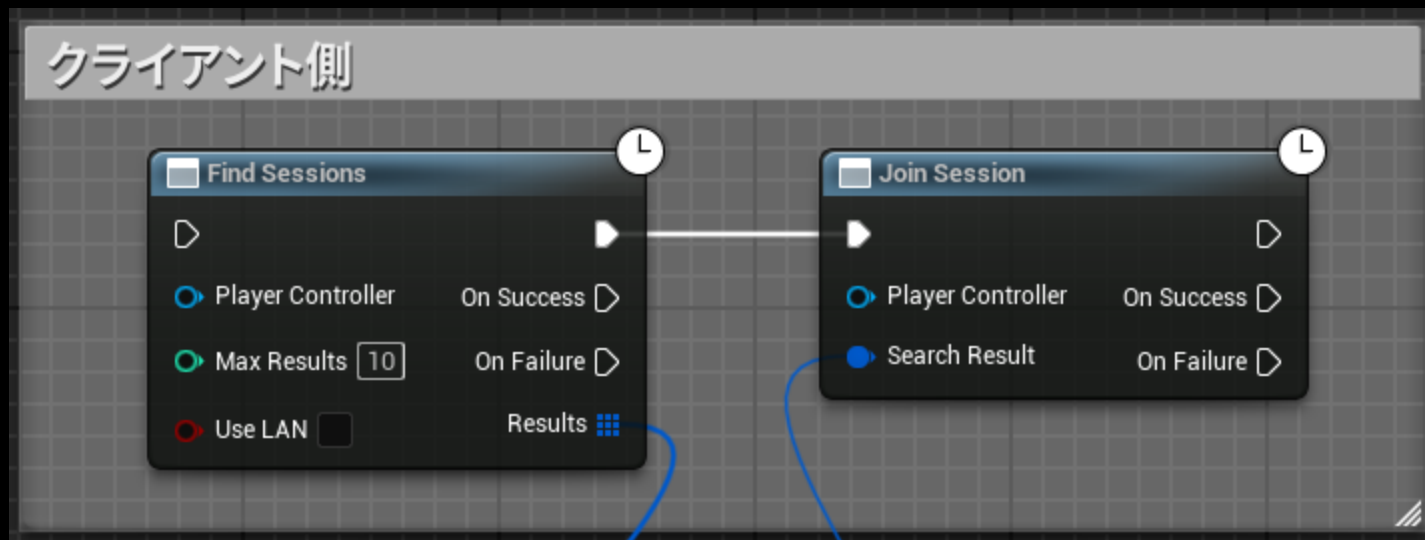 クライアント側
Find Sessions
Player Controller
On Success
Max Results 10
On Failure
Use LAN
Results
Join Session
Player Controller
On Success
Search Result
On Failure